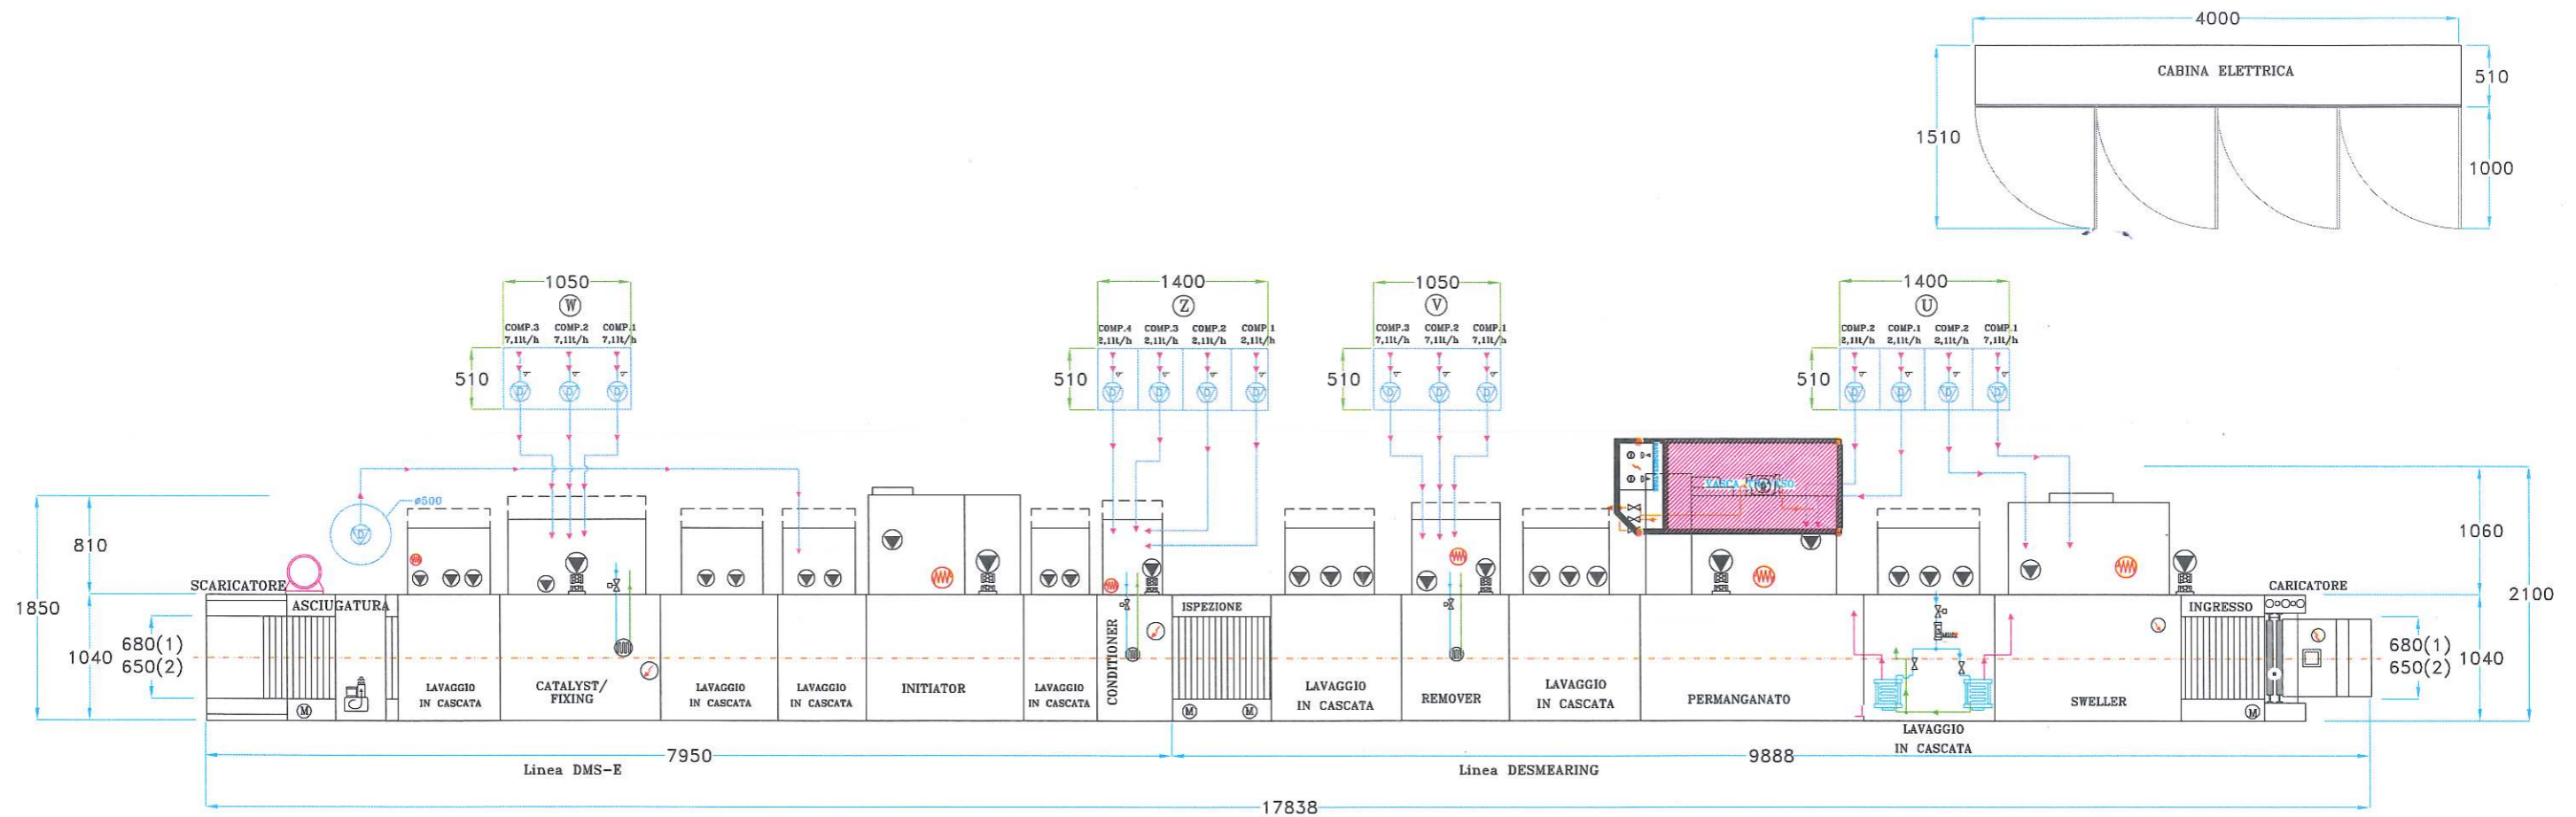 4000
CABINA ELETTRICA
510
1510
1000
1050
W
COMP.3 COMP.2 COMP.1
7,1lt/h 7,1lt/h 7,1lt/h
510
1400
Z
COMP.4 COMP.3 COMP.2 COMP.1
2,1lt/h 2,1lt/h 2,1lt/h 2,1lt/h
510
1050
V
COMP.3 COMP.2 COMP.1
7,1lt/h 7,1lt/h 7,1lt/h
510
1400
U
COMP.2 COMP.1 COMP.2 COMP.1
2,1lt/h 2,1lt/h 2,1lt/h 7,1lt/h
510
D D D D D D D D D D D D D D
ø500
D
810
1060
1850
2100
SCARICATORE
ASCIUGATURA
ISPEZIONE
INGRESSO
CARICATORE
680(1)
650(2)
1040
680(1)
650(2)
1040
LAVAGGIO
IN CASCATA
CATALYST/
FIXING
LAVAGGIO
IN CASCATA
LAVAGGIO
IN CASCATA
INITIATOR
LAVAGGIO
IN CASCATA
CONDITIONER
LAVAGGIO
IN CASCATA
REMOVER
LAVAGGIO
IN CASCATA
PERMANGANATO
LAVAGGIO
IN CASCATA
SWELLER
M
M
M
M
7950
9888
Linea DMS-E
Linea DESMEARING
17838